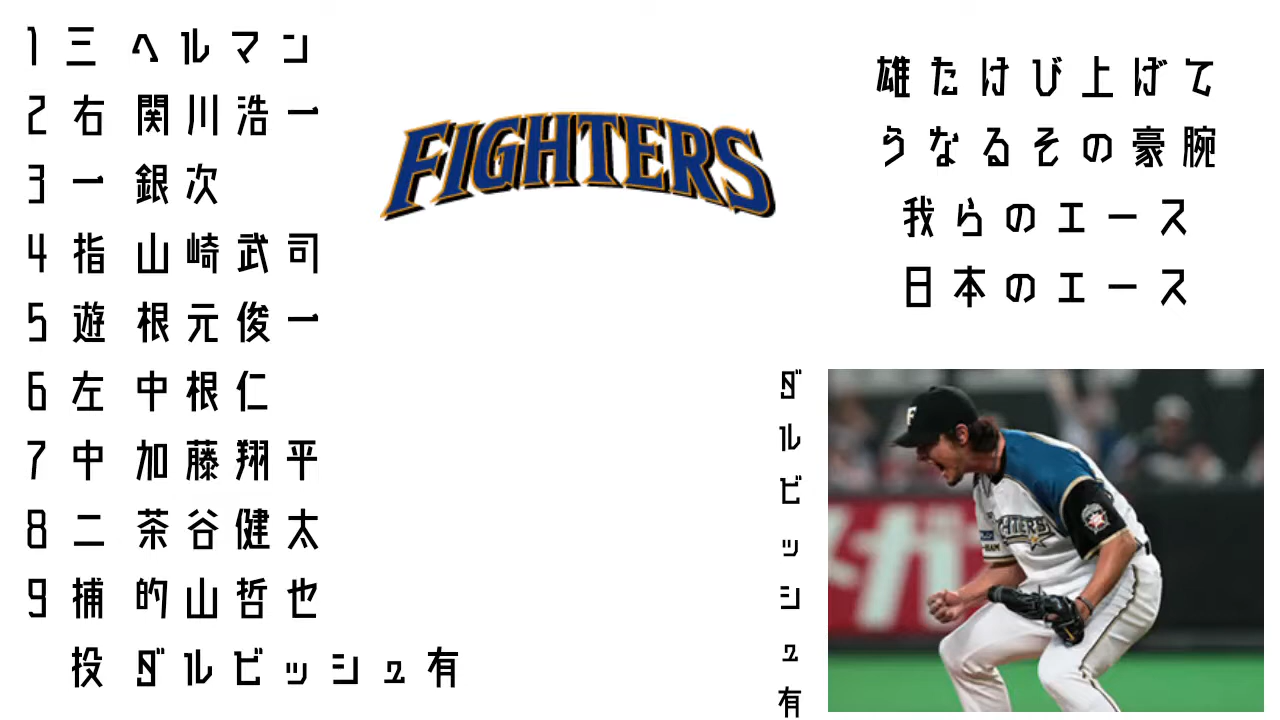 1 三 ヘルマン
2 右 関川浩一
3 一 銀次
4 指 山崎武司
5 遊 根元俊一
6 左 中根仁
7 中 加藤翔平
8 二 茶谷健太
9 捕 的山哲也
投 ダルビッシュ有
FIGHTERS
雄たけび上げて
うなるその豪腕
我らのエース
日本のエース
ダルビッシュ有
F
FIGHTERS
メガ